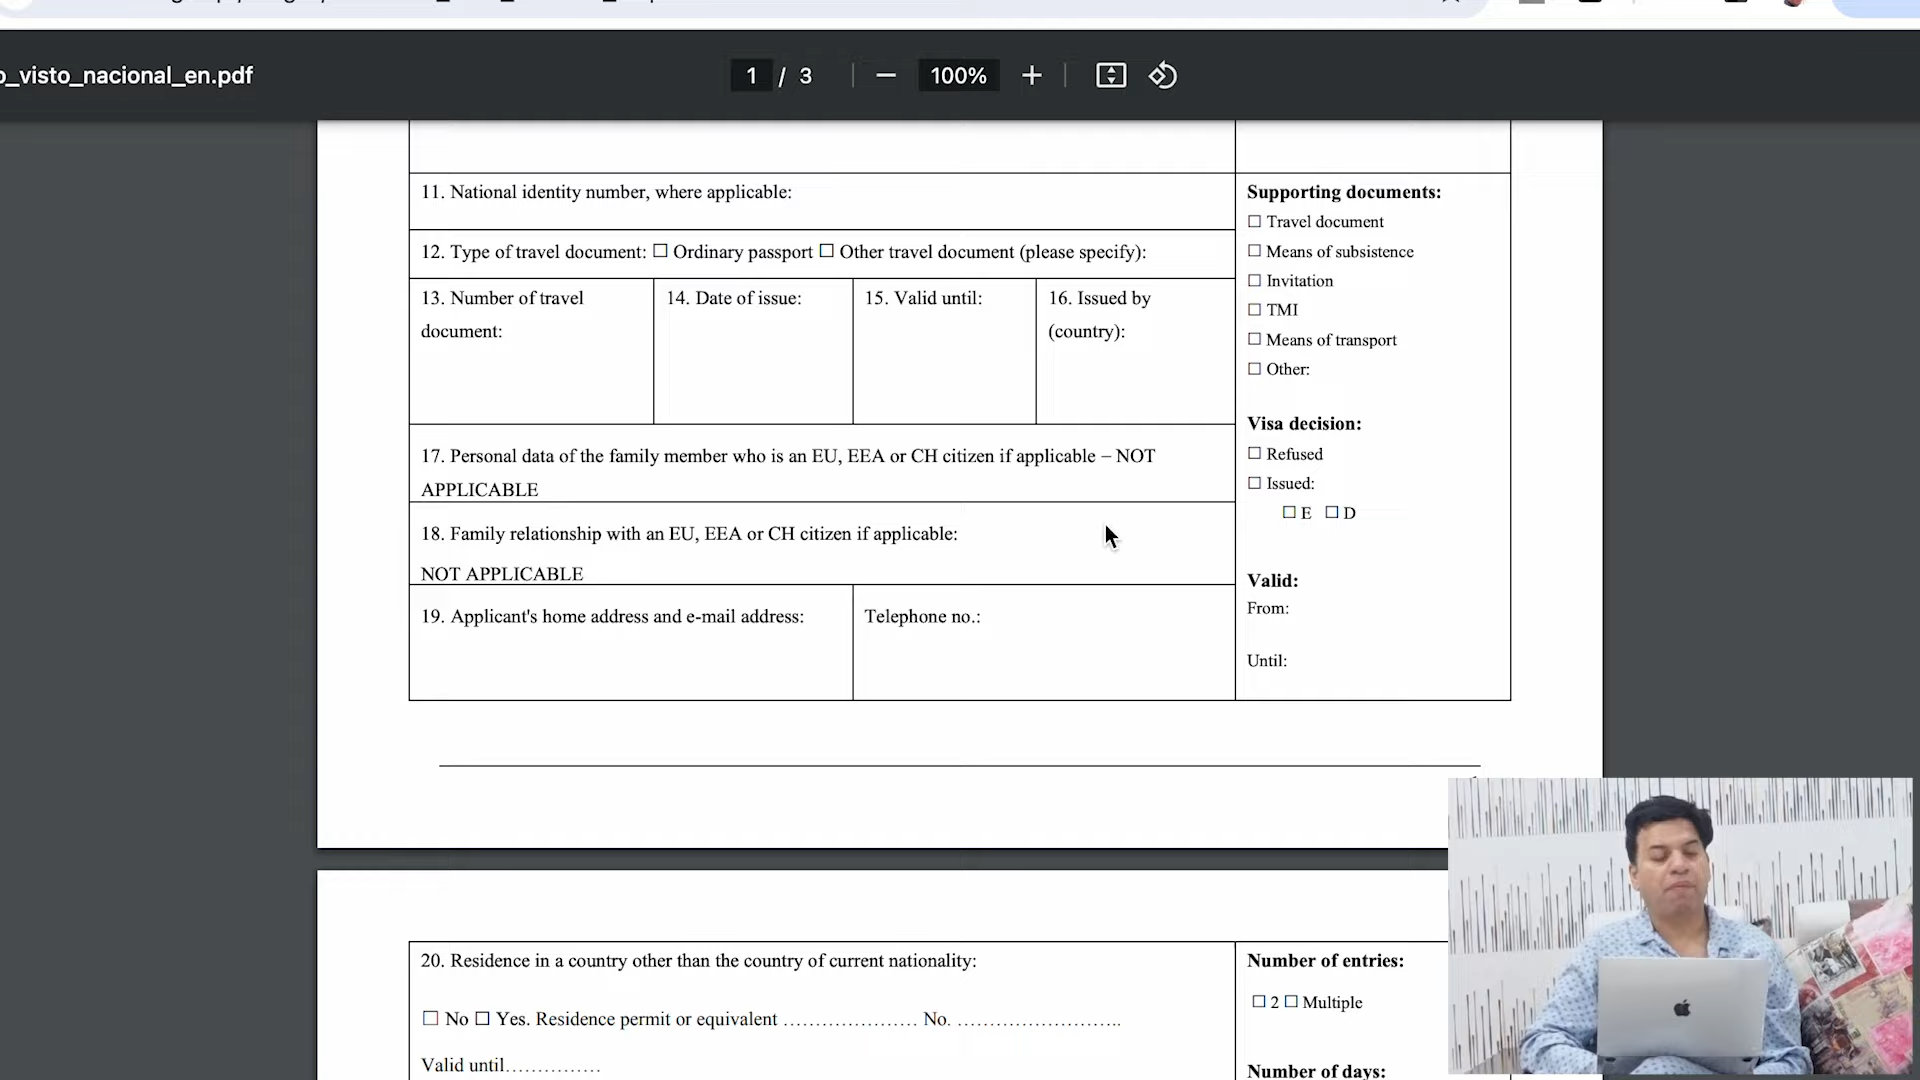 _visto_nacional_en.pdf
1 / 3
100%
11. National identity number, where applicable:
12. Type of travel document: ☐ Ordinary passport ☐ Other travel document (please specify):
13. Number of travel
document:
14. Date of issue:
15. Valid until:
16. Issued by
(country):
17. Personal data of the family member who is an EU, EEA or CH citizen if applicable – NOT
APPLICABLE
18. Family relationship with an EU, EEA or CH citizen if applicable:
NOT APPLICABLE
19. Applicant's home address and e-mail address:
Telephone no.:
Supporting documents:
☐ Travel document
☐ Means of subsistence
☐ Invitation
☐ TMI
☐ Means of transport
☐ Other:
Visa decision:
☐ Refused
☐ Issued:
☐ E ☐ D
Valid:
From:
Until:
20. Residence in a country other than the country of current nationality:
☐ No ☐ Yes. Residence permit or equivalent ………………… No. ……………………..
Valid until……………
Number of entries:
☐ 2 ☐ Multiple
Number of days: